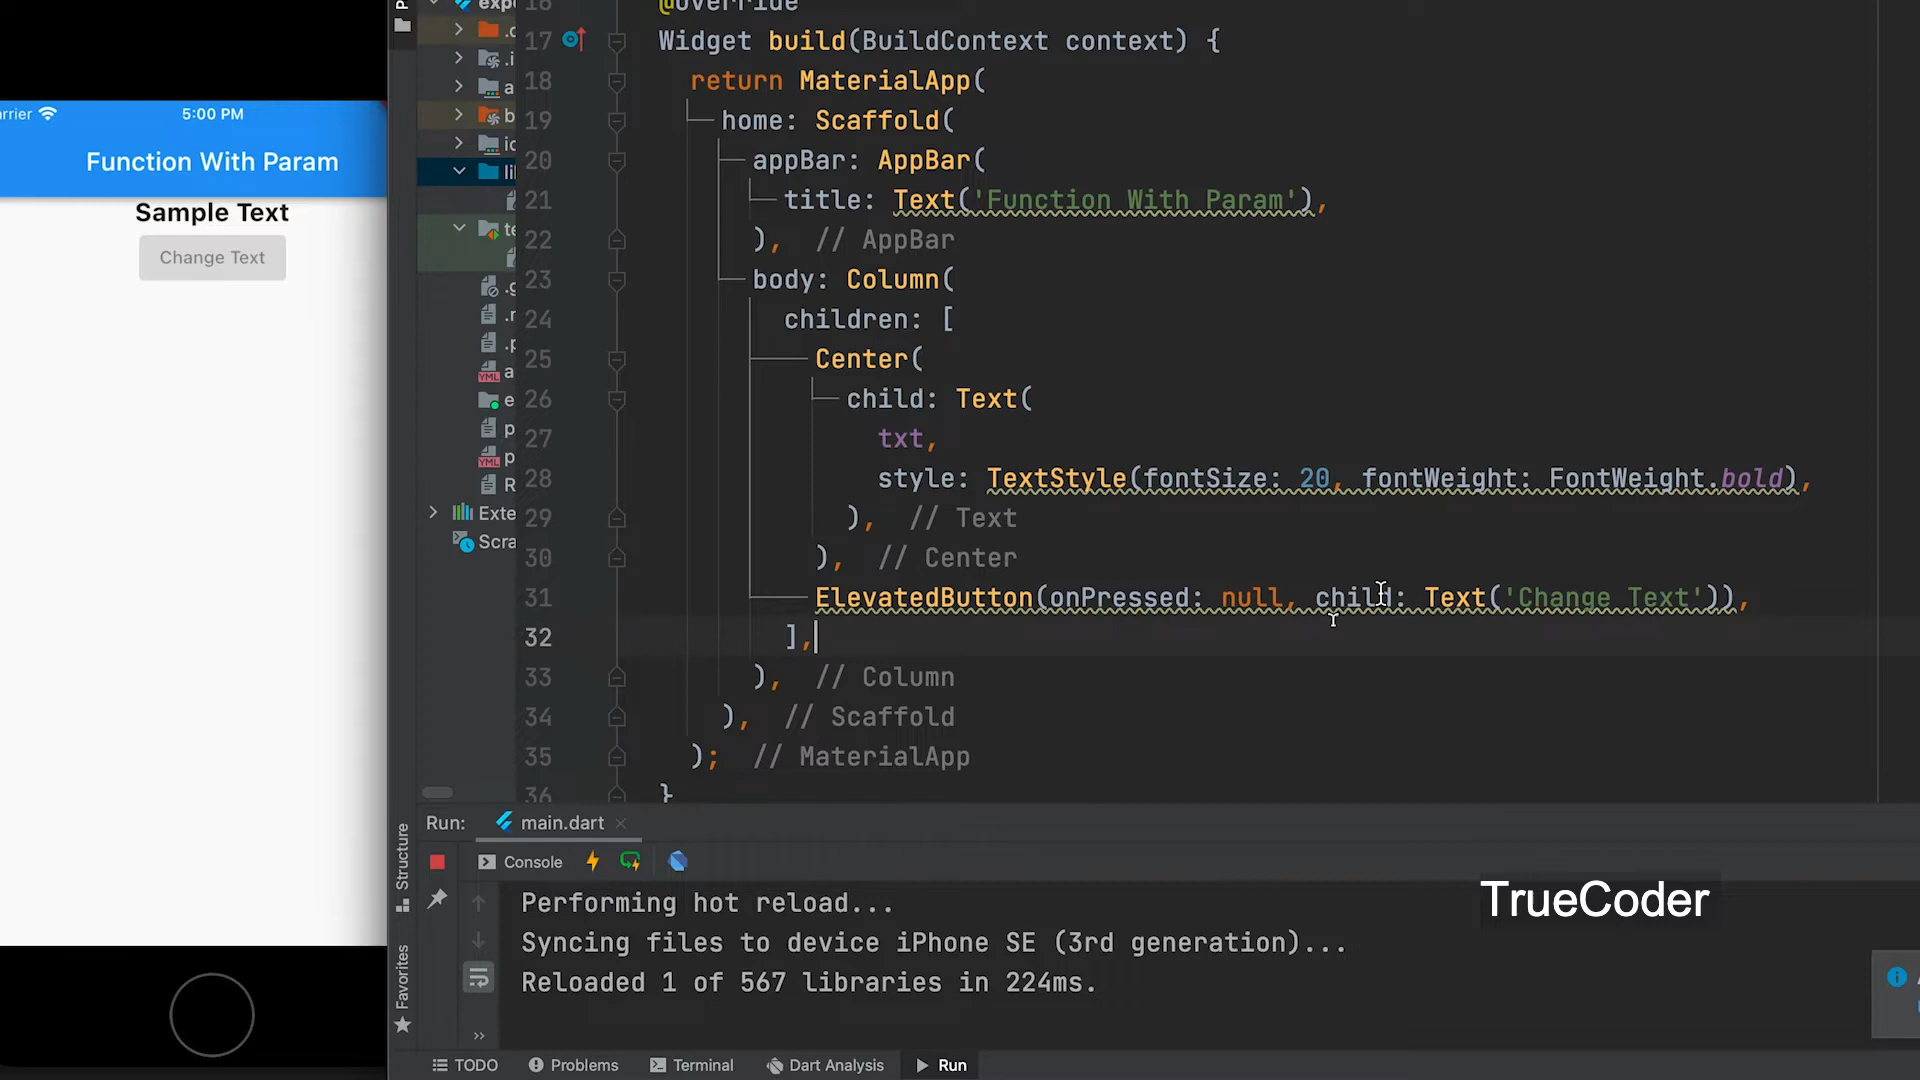 5:00 PM
Function With Param
Sample Text
Change Text
17 Widget build(BuildContext context) {
18 return MaterialApp(
19 home: Scaffold(
20 appBar: AppBar(
21 title: Text('Function With Param'),
22 ), // AppBar
23 body: Column(
24 children: [
25 Center(
26 child: Text(
27 txt,
28 style: TextStyle(fontSize: 20, fontWeight: FontWeight.bold),
29 ), // Text
30 ), // Center
31 ElevatedButton(onPressed: null, child: Text('Change Text')),
32 ],
33 ), // Column
34 ), // Scaffold
35 ); // MaterialApp
36 }
Structure
Favorites
Run: main.dart
Console
Performing hot reload...
Syncing files to device iPhone SE (3rd generation)...
Reloaded 1 of 567 libraries in 224ms.
TrueCoder
TODO Problems Terminal Dart Analysis Run